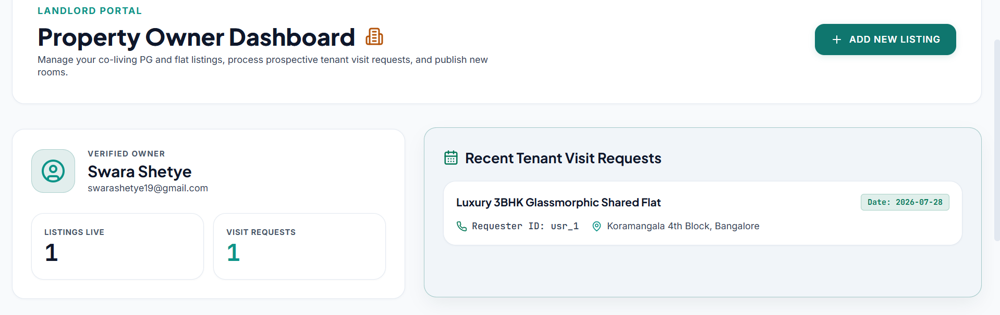 LANDLORD PORTAL
Property Owner Dashboard
Manage your co-living PG and flat listings, process prospective tenant visit requests, and publish new
rooms.
ADD NEW LISTING
VERIFIED OWNER
Swara Shetye
swarashetye19@gmail.com
LISTINGS LIVE
1
VISIT REQUESTS
1
Recent Tenant Visit Requests
Luxury 3BHK Glassmorphic Shared Flat
Date: 2026-07-28
Requester ID: usr_1
Koramangala 4th Block, Bangalore